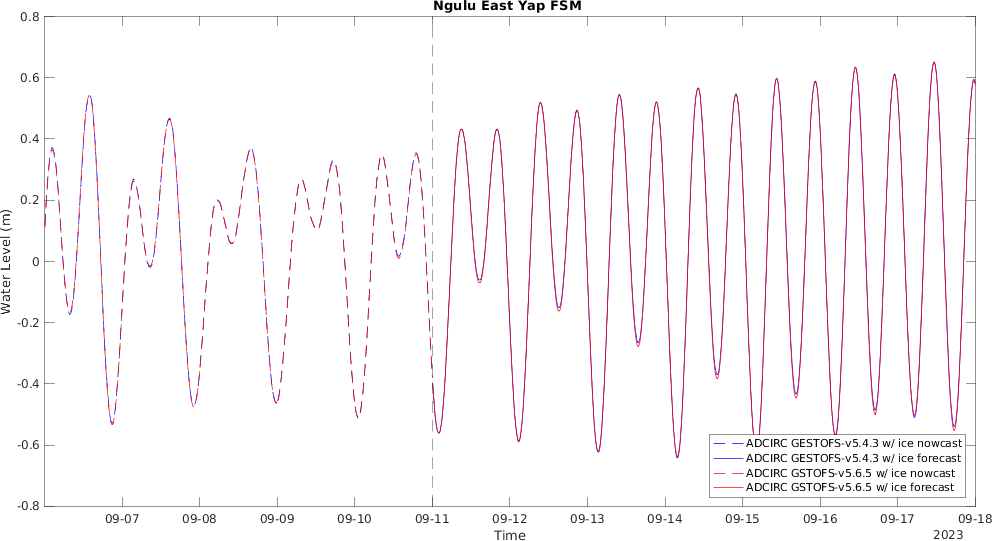 Ngulu East Yap FSM
0.8
0.6
0.4
0.2
0
-0.2
-0.4
-0.6
-0.8
Water Level (m)
ADCIRC GESTOFS-v5.4.3 w/ ice nowcast
ADCIRC GESTOFS-v5.4.3 w/ ice forecast
ADCIRC GSTOFS-v5.6.5 w/ ice nowcast
ADCIRC GSTOFS-v5.6.5 w/ ice forecast
09-07 09-08 09-09 09-10 09-11 09-12 09-13 09-14 09-15 09-16 09-17 09-18
Time
2023